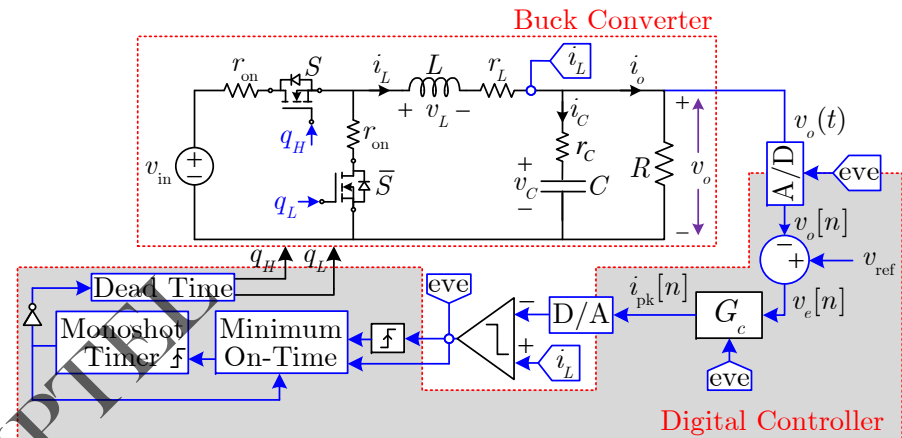 Buck Converter
r_on
S
i_L
L
r_L
i_L
i_o
+ v_L −
q_H
r_on
i_C
r_C
+
v_o(t)
v_in
+
−
S̅
q_L
+
v_C
−
C
R
v_o
−
A/D
eve
v_o[n]
q_H
q_L
−
+
v_ref
Dead Time
eve
i_pk[n]
v_e[n]
−
D/A
G_c
Monoshot
Timer
Minimum
On-Time
+
i_L
eve
Digital Controller
PTEL